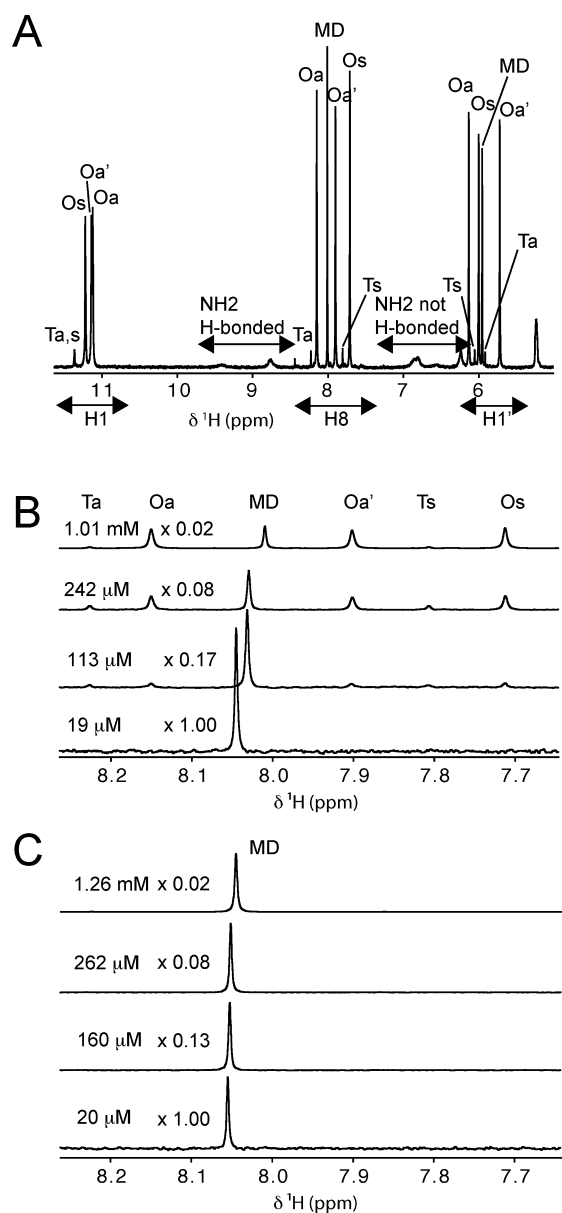 A
MD
Os
Oa
Oa’
MD
Oa
Os
Oa’
Oa’
Os
Oa
Ts
Ts
Ta
NH2
H-bonded
NH2 not
H-bonded
Ta,s
Ta
11 10 9 8 7 6
H1
δ ¹H (ppm)
H8
H1’
B
Ta Oa MD Oa’ Ts Os
1.01 mM x 0.02
242 μM x 0.08
113 μM x 0.17
19 μM x 1.00
8.2 8.1 8.0 7.9 7.8 7.7
δ ¹H (ppm)
C
MD
1.26 mM x 0.02
262 μM x 0.08
160 μM x 0.13
20 μM x 1.00
8.2 8.1 8.0 7.9 7.8 7.7
δ ¹H (ppm)